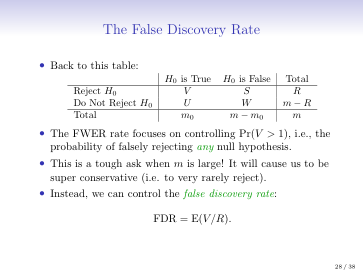 The False Discovery Rate
• Back to this table:
H₀ is True H₀ is False Total
Reject H₀ V S R
Do Not Reject H₀ U W m − R
Total m₀ m − m₀ m
• The FWER rate focuses on controlling Pr(V > 1), i.e., the
probability of falsely rejecting any null hypothesis.
• This is a tough ask when m is large! It will cause us to be
super conservative (i.e. to very rarely reject).
• Instead, we can control the false discovery rate:
FDR = E(V/R).
28 / 38